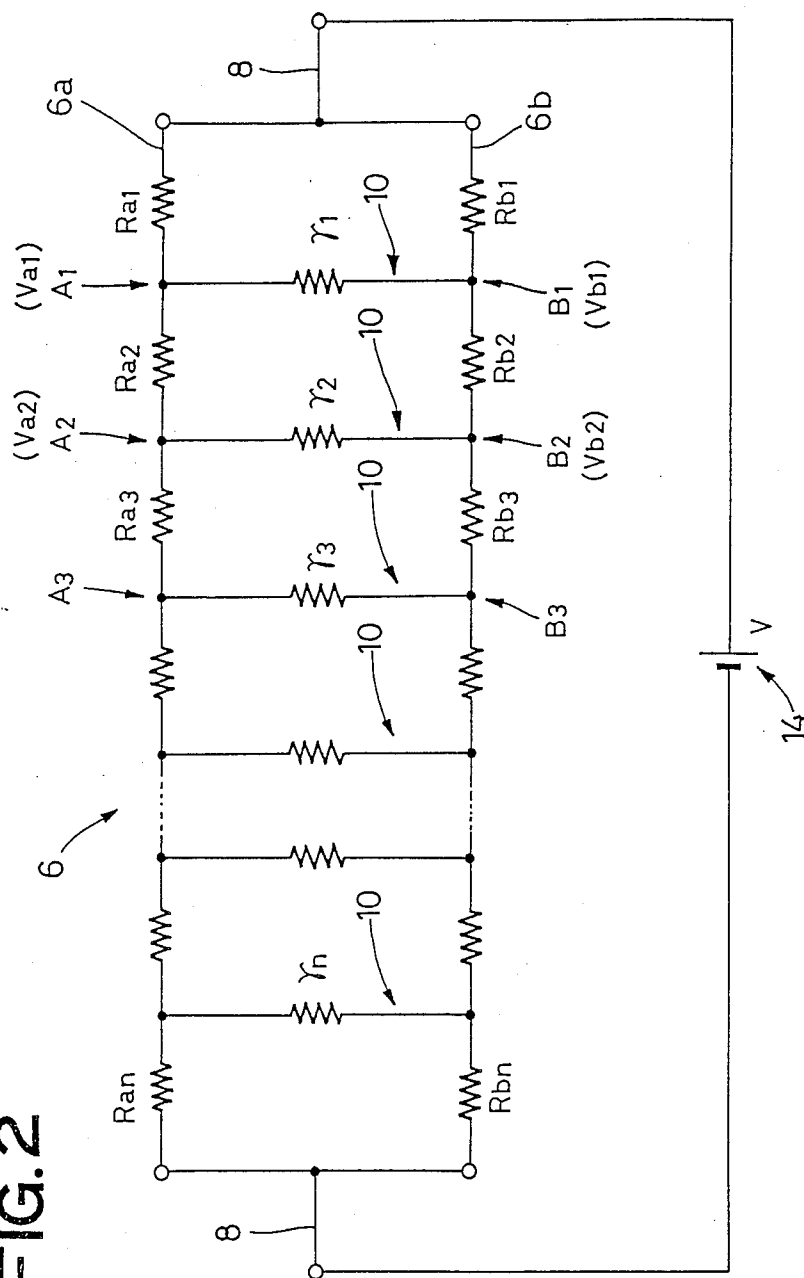 FIG. 2
6
6a
6b
8
8
(Va1)
A1
(Va2)
A2
A3
Ra1
Ra2
Ra3
Ran
γ1
γ2
γ3
γn
10
10
10
10
10
Rb1
Rb2
Rb3
Rbn
B1
(Vb1)
B2
(Vb2)
B3
V
14